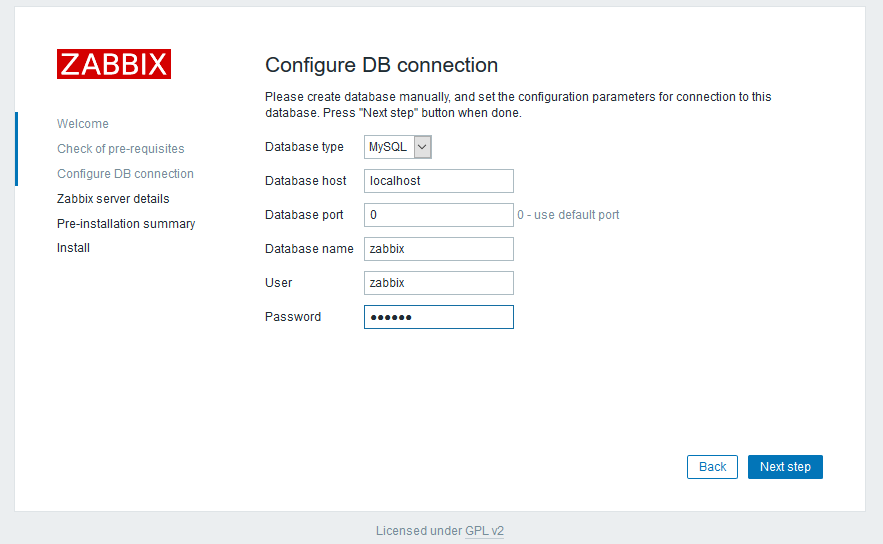 ZABBIX
Welcome
Check of pre-requisites
Configure DB connection
Zabbix server details
Pre-installation summary
Install
Configure DB connection
Please create database manually, and set the configuration parameters for connection to this
database. Press "Next step" button when done.
Database type MySQL
Database host localhost
Database port 0 0 - use default port
Database name zabbix
User zabbix
Password ●●●●●●
Back Next step
Licensed under GPL v2